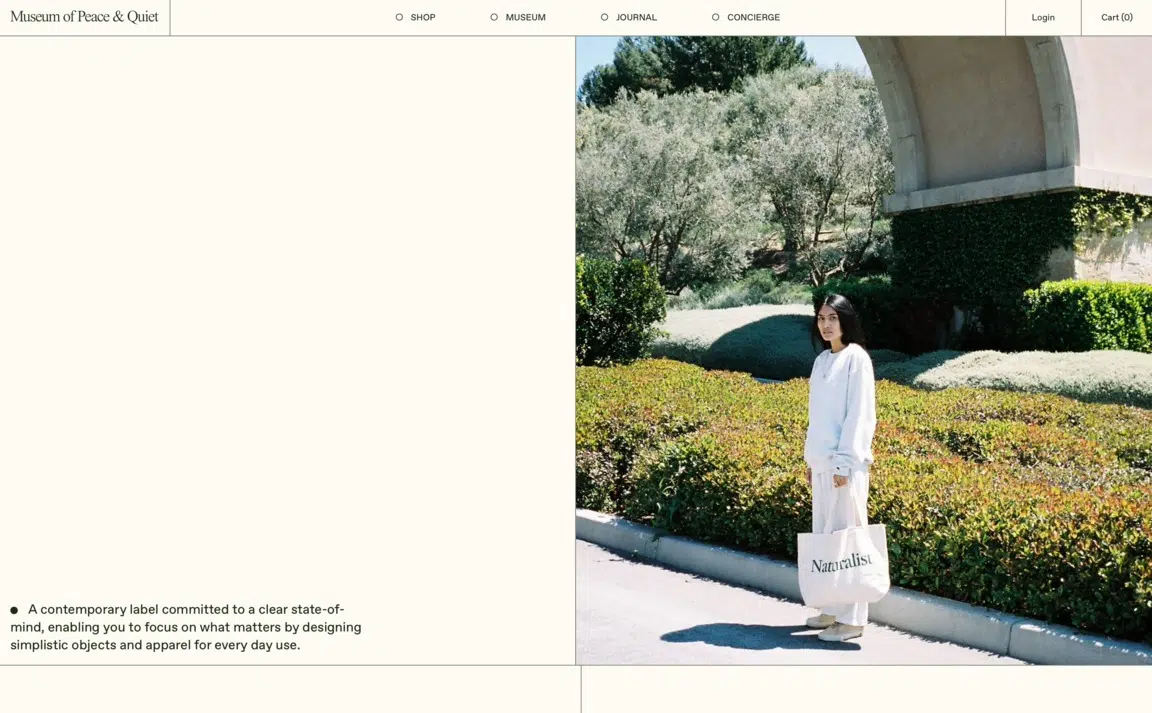 Museum of Peace & Quiet
SHOP
MUSEUM
JOURNAL
CONCIERGE
Login
Cart (0)
Naturalist
A contemporary label committed to a clear state-of-
mind, enabling you to focus on what matters by designing
simplistic objects and apparel for every day use.